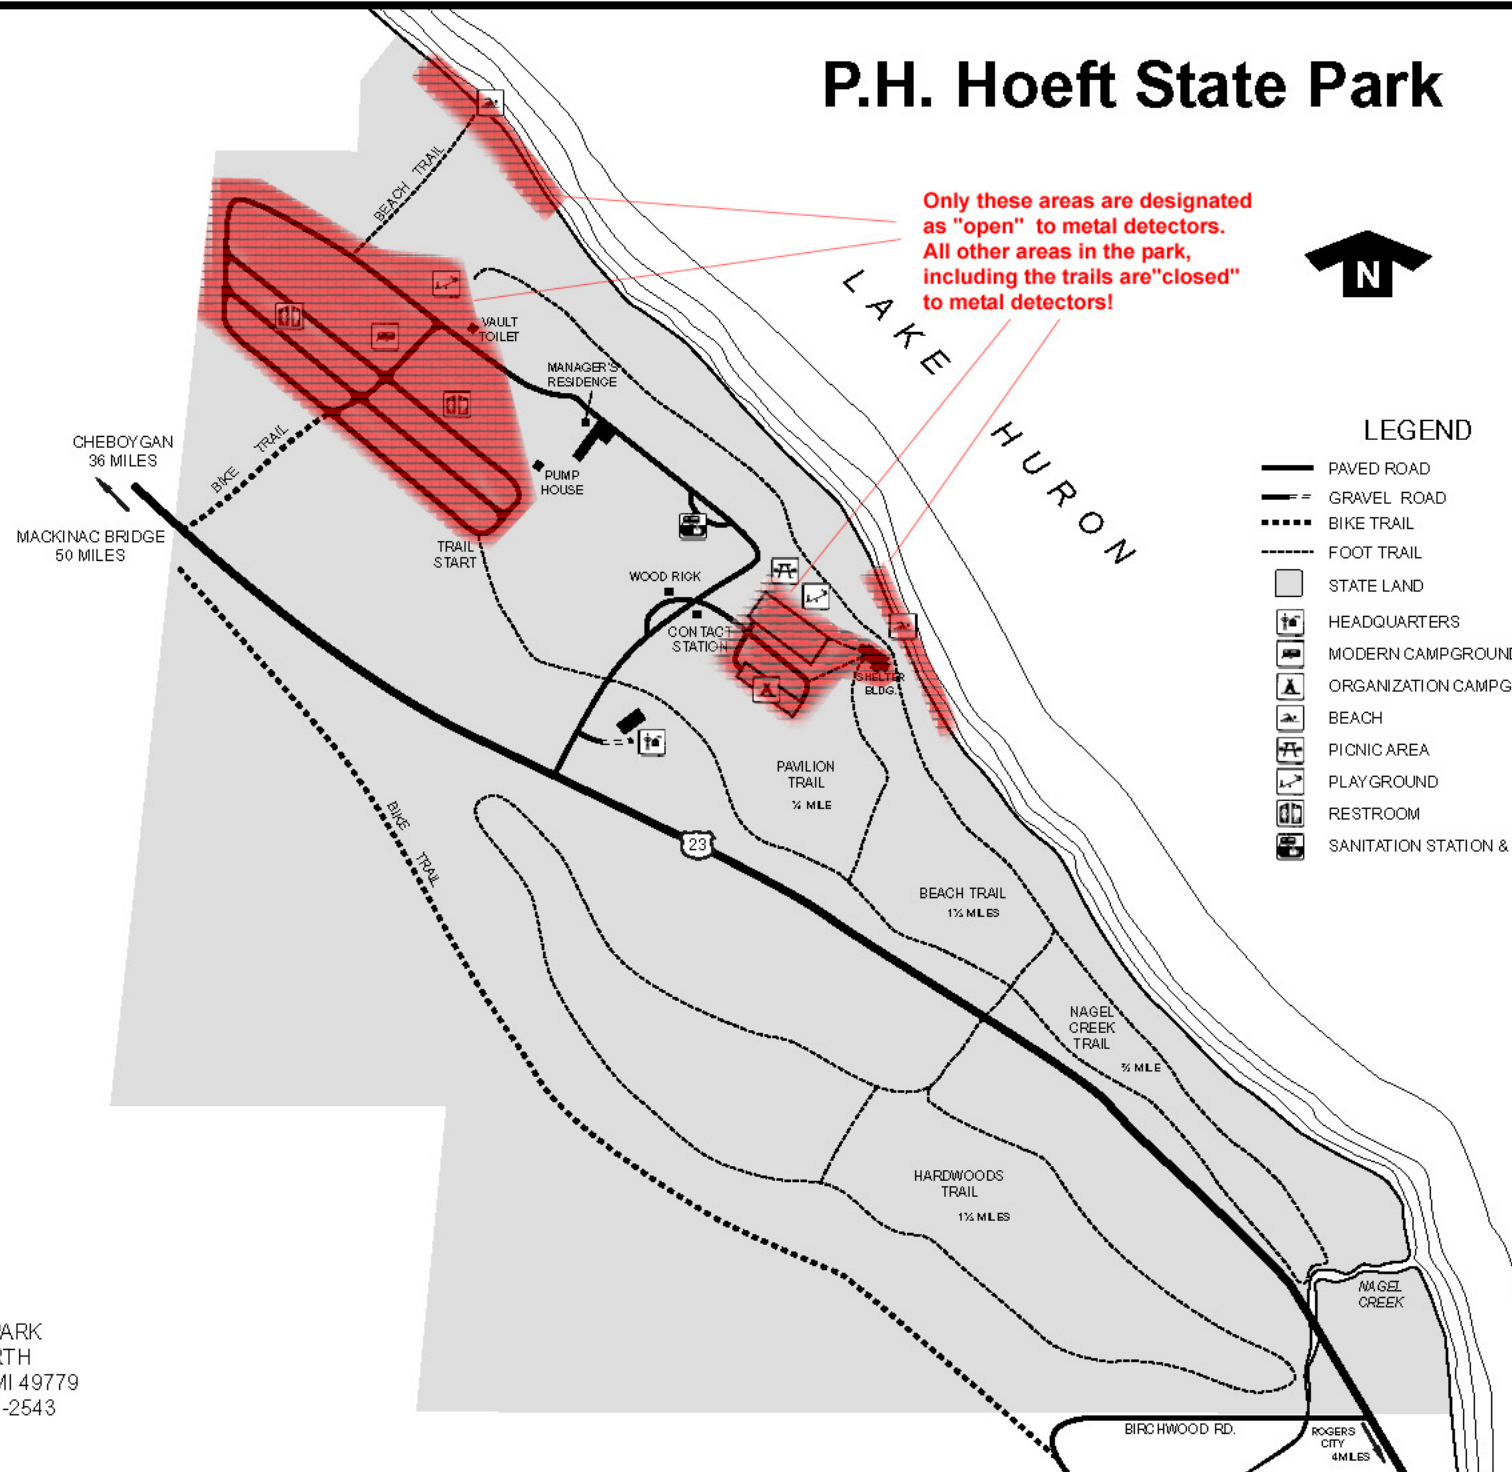 P.H. Hoeft State Park
Only these areas are designated
as "open" to metal detectors.
All other areas in the park,
including the trails are"closed"
to metal detectors!
N
LAKE HURON
BEACH TRAIL
VAULT
TOILET
MANAGER'S
RESIDENCE
PUMP
HOUSE
BIKE TRAIL
CHEBOYGAN
36 MILES
MACKINAC BRIDGE
50 MILES
TRAIL
START
WOOD RICK
CONTACT
STATION
SHELTER
BLDG.
PAVILION
TRAIL
¾ MILE
23
BIKE TRAIL
BEACH TRAIL
1½ MILES
NAGEL
CREEK
TRAIL
¾ MILE
HARDWOODS
TRAIL
1½ MILES
NAGEL
CREEK
BIRCHWOOD RD.
ROGERS
CITY
4MILES
LEGEND
PAVED ROAD
GRAVEL ROAD
BIKE TRAIL
FOOT TRAIL
STATE LAND
HEADQUARTERS
MODERN CAMPGROUND
ORGANIZATION CAMPG
BEACH
PICNIC AREA
PLAYGROUND
RESTROOM
SANITATION STATION &
PARK
RTH
MI 49779
-2543